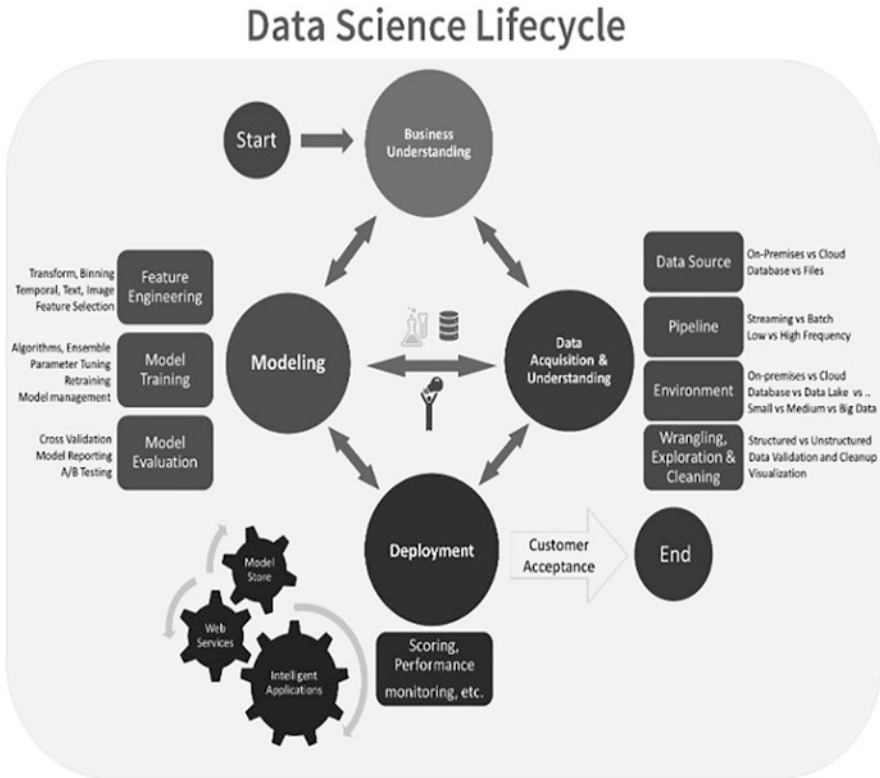 Data Science Lifecycle
Start
Business
Understanding
Transform, Binning
Temporal, Text, Image
Feature Selection
Feature
Engineering
Algorithms, Ensemble
Parameter Tuning
Retraining
Model management
Model
Training
Cross Validation
Model Reporting
A/B Testing
Model
Evaluation
Modeling
Data
Acquisition &
Understanding
Data Source
On-Premises vs Cloud
Database vs Files
Pipeline
Streaming vs Batch
Low vs High Frequency
Environment
On-premises vs Cloud
Database vs Data Lake vs ..
Small vs Medium vs Big Data
Wrangling,
Exploration &
Cleaning
Structured vs Unstructured
Data Validation and Cleanup
Visualization
Deployment
Customer
Acceptance
End
Model
Store
Web
Services
Intelligent
Applications
Scoring,
Performance
monitoring, etc.